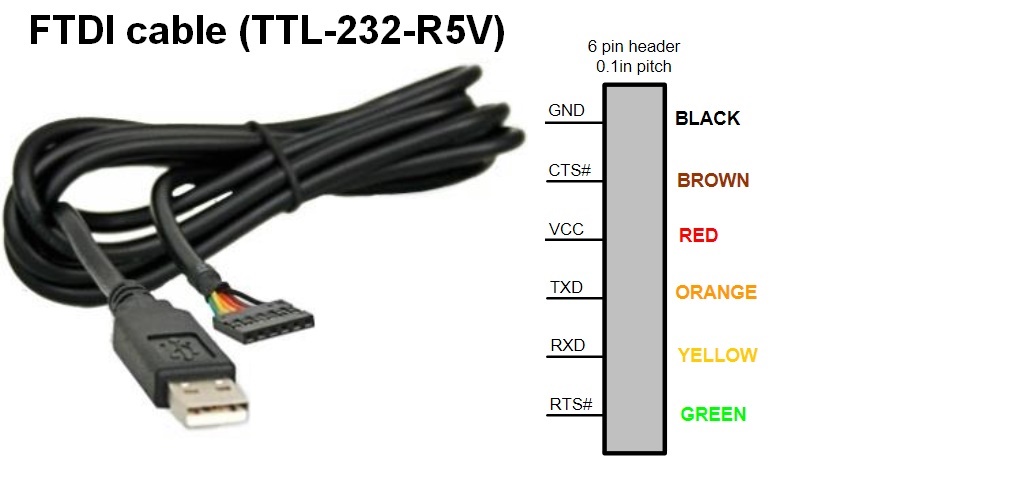 FTDI cable (TTL-232-R5V)
6 pin header
0.1in pitch
GND BLACK
CTS# BROWN
VCC RED
TXD ORANGE
RXD YELLOW
RTS# GREEN